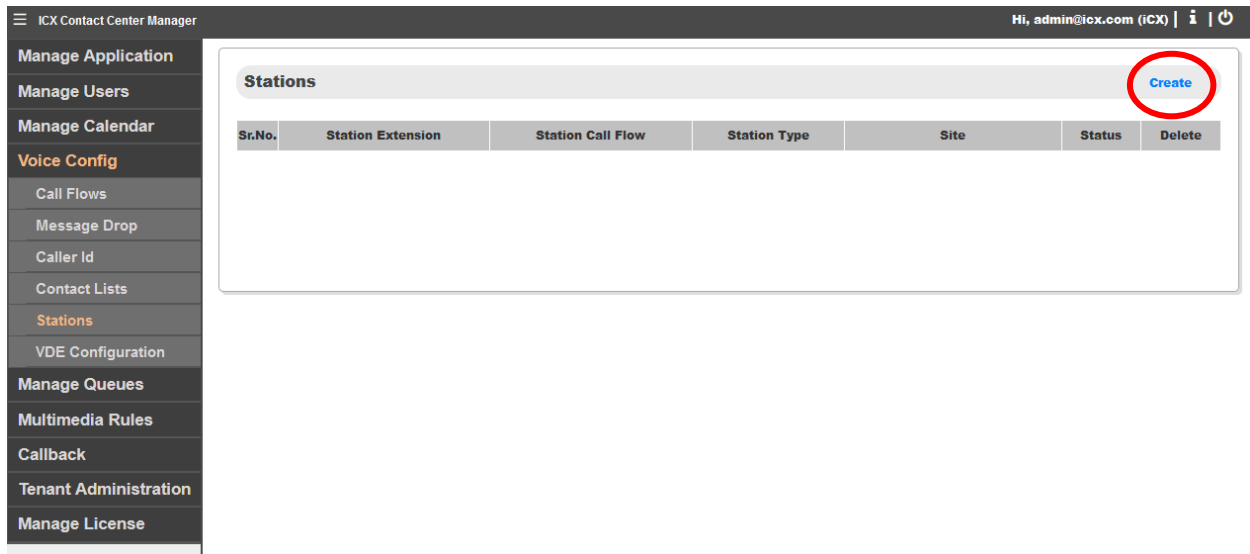 ☰ ICX Contact Center Manager
Hi, admin@icx.com (iCX) | i |
Manage Application
Manage Users
Manage Calendar
Voice Config
Call Flows
Message Drop
Caller Id
Contact Lists
Stations
VDE Configuration
Manage Queues
Multimedia Rules
Callback
Tenant Administration
Manage License
Stations
Create
Sr.No. Station Extension Station Call Flow Station Type Site Status Delete